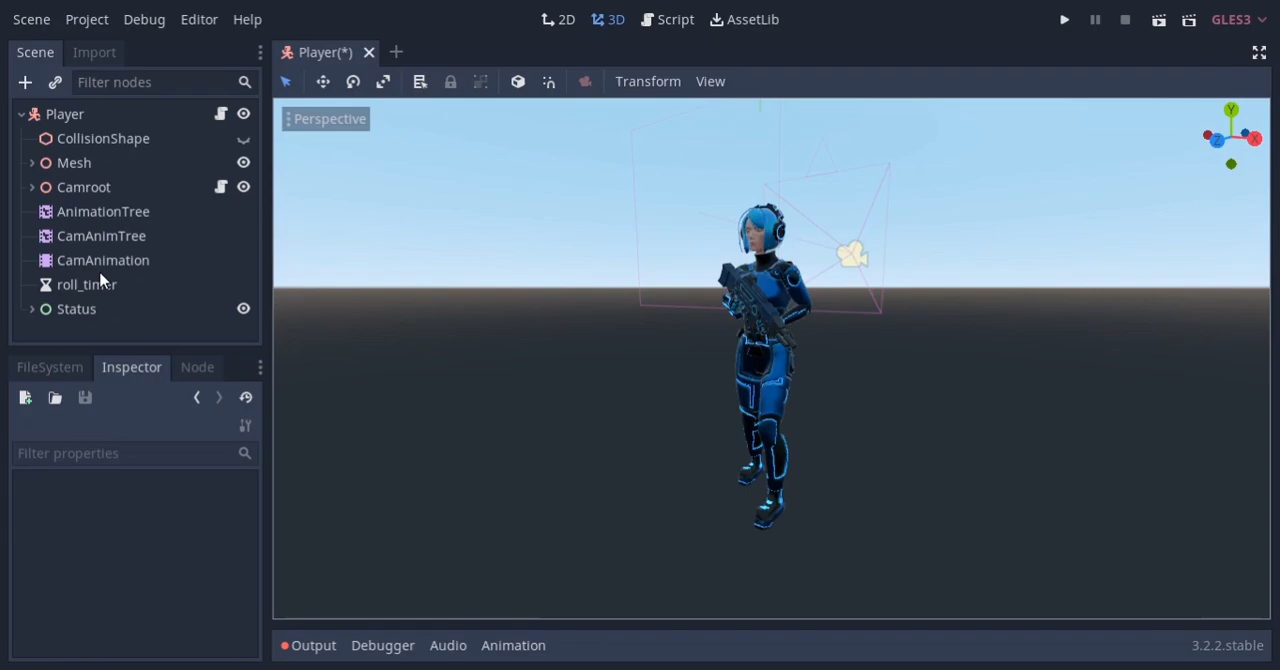 Scene Project Debug Editor Help 2D 3D Script AssetLib GLES3
Scene Import Player(*)
Filter nodes Transform View
Player
Perspective
CollisionShape
Mesh
Camroot
AnimationTree
CamAnimTree
CamAnimation
roll_timer
Status
FileSystem Inspector Node
Filter properties
Output Debugger Audio Animation 3.2.2.stable
Y
X
Z